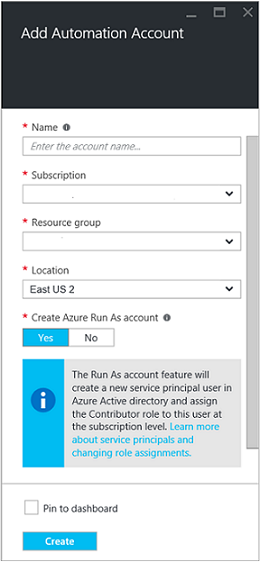 Add Automation Account
* Name
Enter the account name...
* Subscription
* Resource group
* Location
East US 2
* Create Azure Run As account
Yes No
The Run As account feature will
create a new service principal user in
Azure Active directory and assign
the Contributor role to this user at
the subscription level. Learn more
about service principals and
changing role assignments.
Pin to dashboard
Create